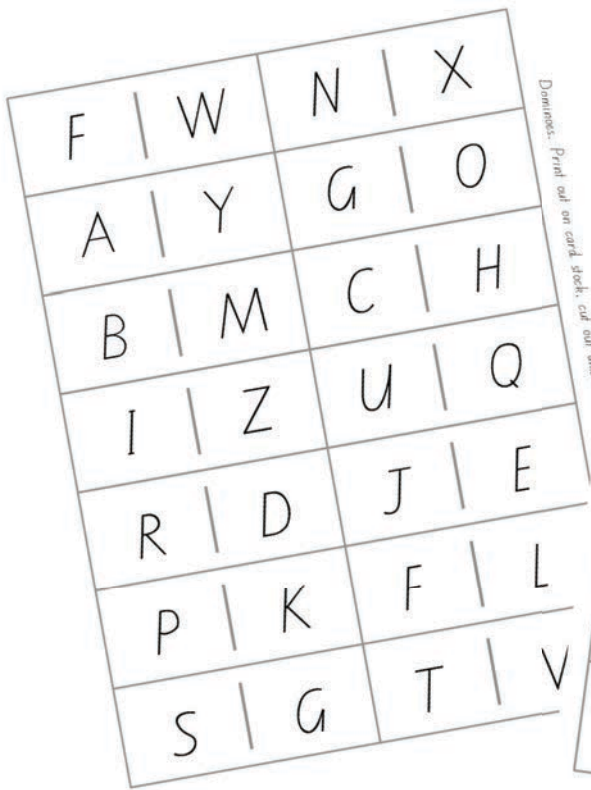 F W N X
A Y G O
B M C H
I Z U Q
R D J E
P K F L
S G T V
Dominoes. Print out on card stock, cut out